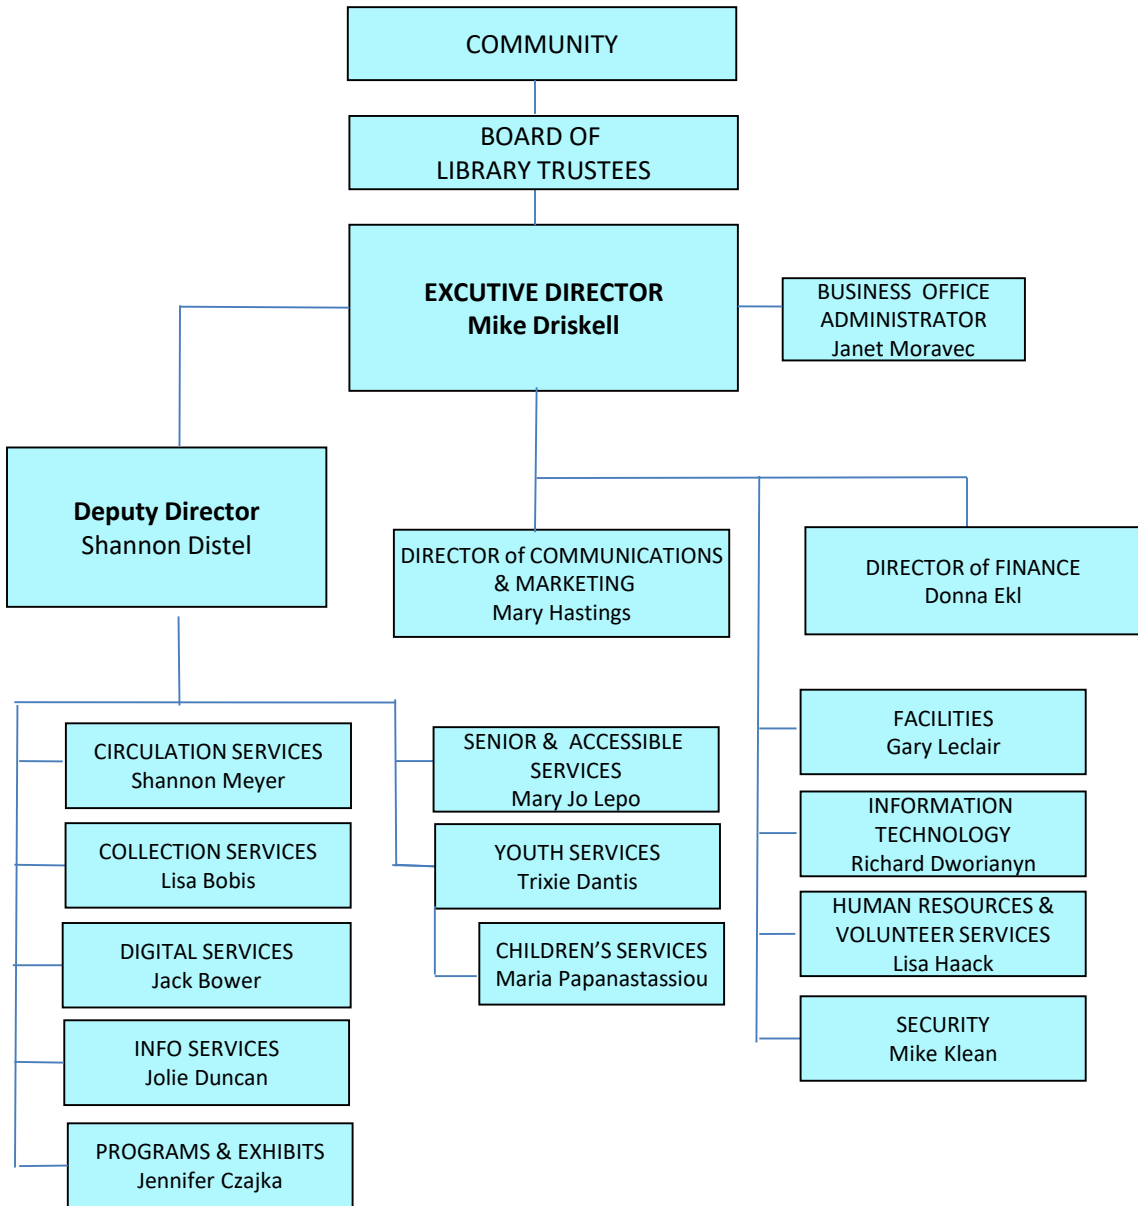 COMMUNITY
BOARD OF
LIBRARY TRUSTEES
EXCUTIVE DIRECTOR
Mike Driskell
BUSINESS OFFICE
ADMINISTRATOR
Janet Moravec
Deputy Director
Shannon Distel
DIRECTOR of COMMUNICATIONS
& MARKETING
Mary Hastings
DIRECTOR of FINANCE
Donna Ekl
CIRCULATION SERVICES
Shannon Meyer
COLLECTION SERVICES
Lisa Bobis
DIGITAL SERVICES
Jack Bower
INFO SERVICES
Jolie Duncan
PROGRAMS & EXHIBITS
Jennifer Czajka
SENIOR & ACCESSIBLE
SERVICES
Mary Jo Lepo
YOUTH SERVICES
Trixie Dantis
CHILDREN’S SERVICES
Maria Papanastassiou
FACILITIES
Gary Leclair
INFORMATION
TECHNOLOGY
Richard Dworianyn
HUMAN RESOURCES &
VOLUNTEER SERVICES
Lisa Haack
SECURITY
Mike Klean